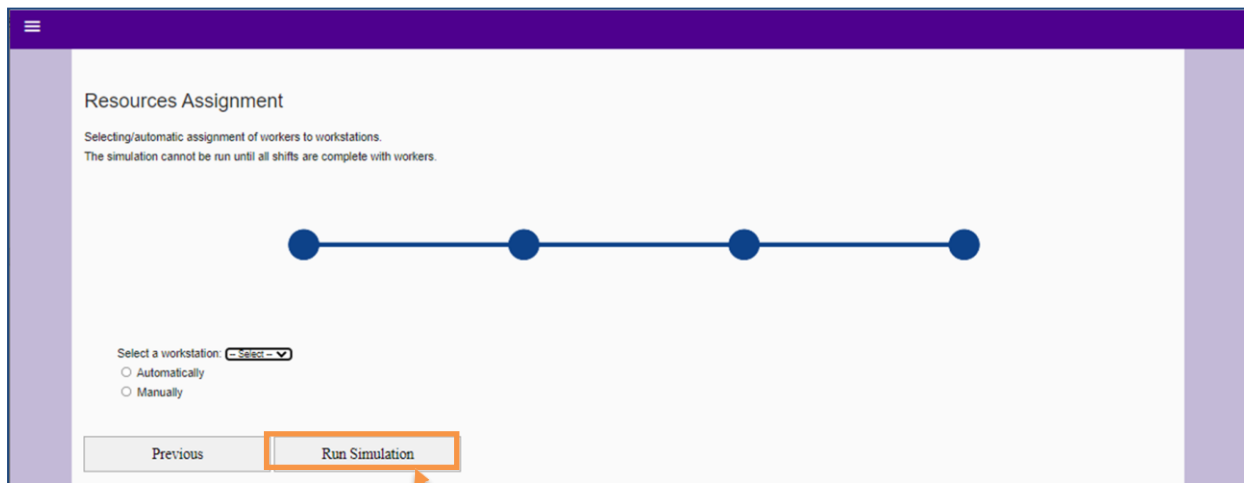 Resources Assignment
Selecting/automatic assignment of workers to workstations.
The simulation cannot be run until all shifts are complete with workers.
Select a workstation: -- Select --
Automatically
Manually
Previous Run Simulation